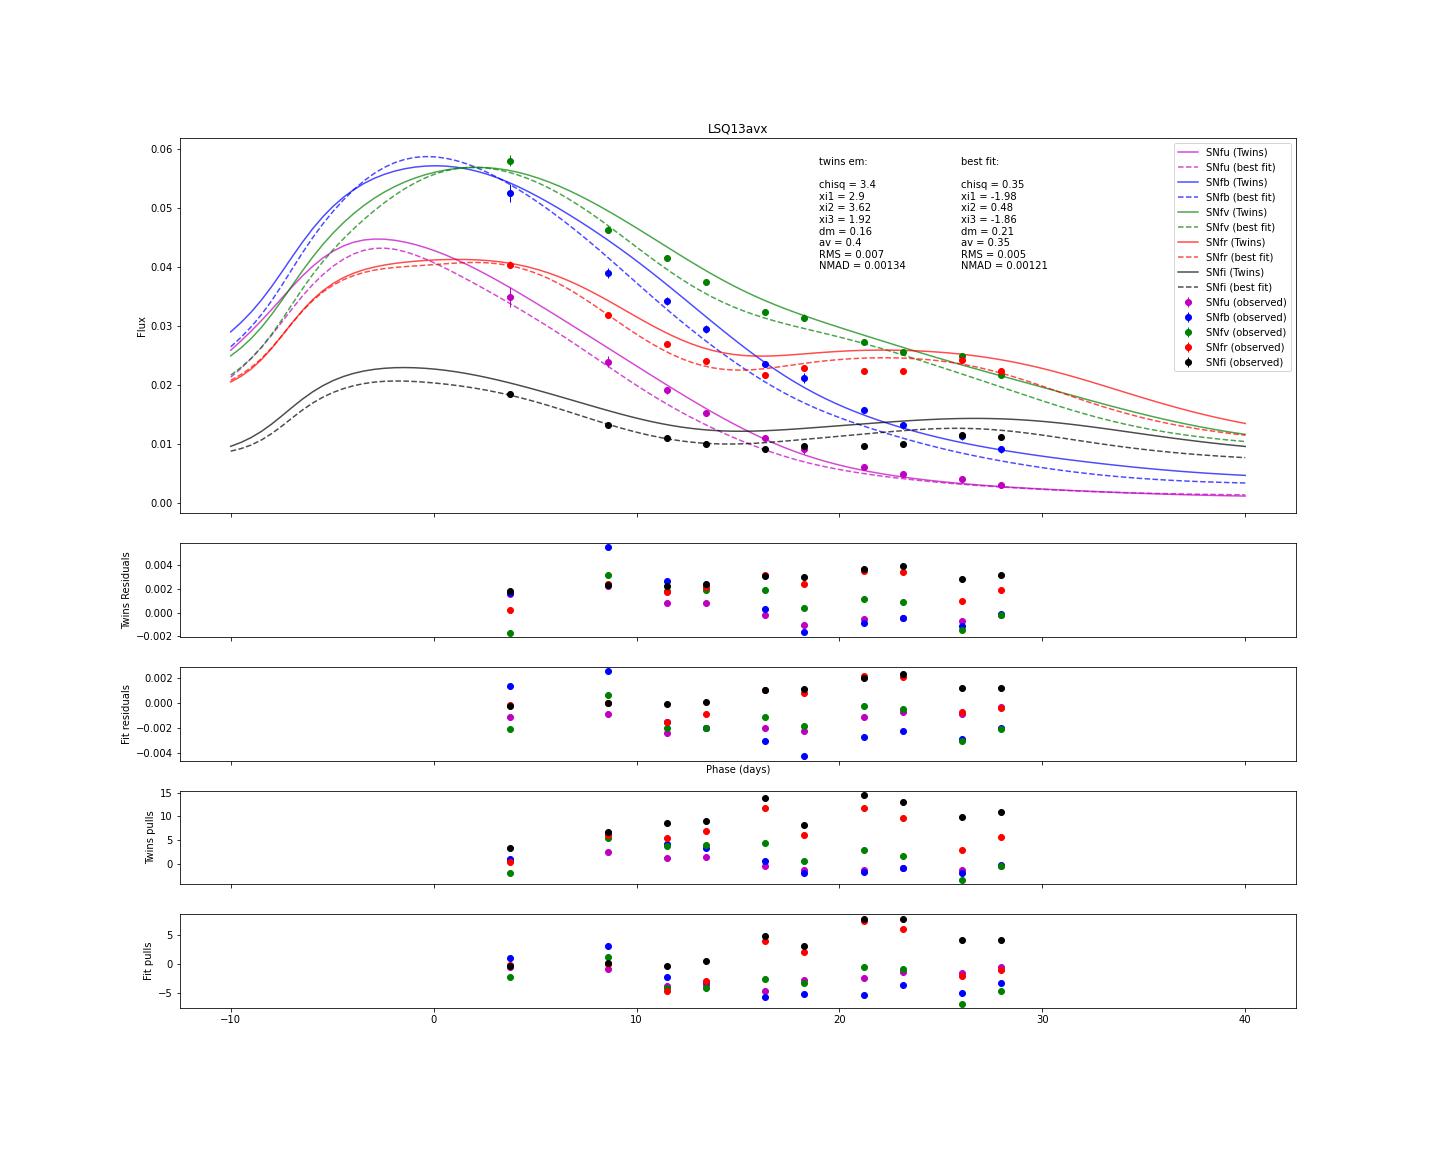 LSQ13avx
Flux
0.06
0.05
0.04
0.03
0.02
0.01
0.00
twins em:
chisq = 3.4
xi1 = 2.9
xi2 = 3.62
xi3 = 1.92
dm = 0.16
av = 0.4
RMS = 0.007
NMAD = 0.00134
best fit:
chisq = 0.35
xi1 = -1.98
xi2 = 0.48
xi3 = -1.86
dm = 0.21
av = 0.35
RMS = 0.005
NMAD = 0.00121
SNfu (Twins)
SNfu (best fit)
SNfb (Twins)
SNfb (best fit)
SNfv (Twins)
SNfv (best fit)
SNfr (Twins)
SNfr (best fit)
SNfi (Twins)
SNfi (best fit)
SNfu (observed)
SNfb (observed)
SNfv (observed)
SNfr (observed)
SNfi (observed)
Twins Residuals
0.004
0.002
0.000
−0.002
Fit residuals
0.002
0.000
−0.002
−0.004
Phase (days)
Twins pulls
15
10
5
0
Fit pulls
5
0
−5
−10
0
10
20
30
40